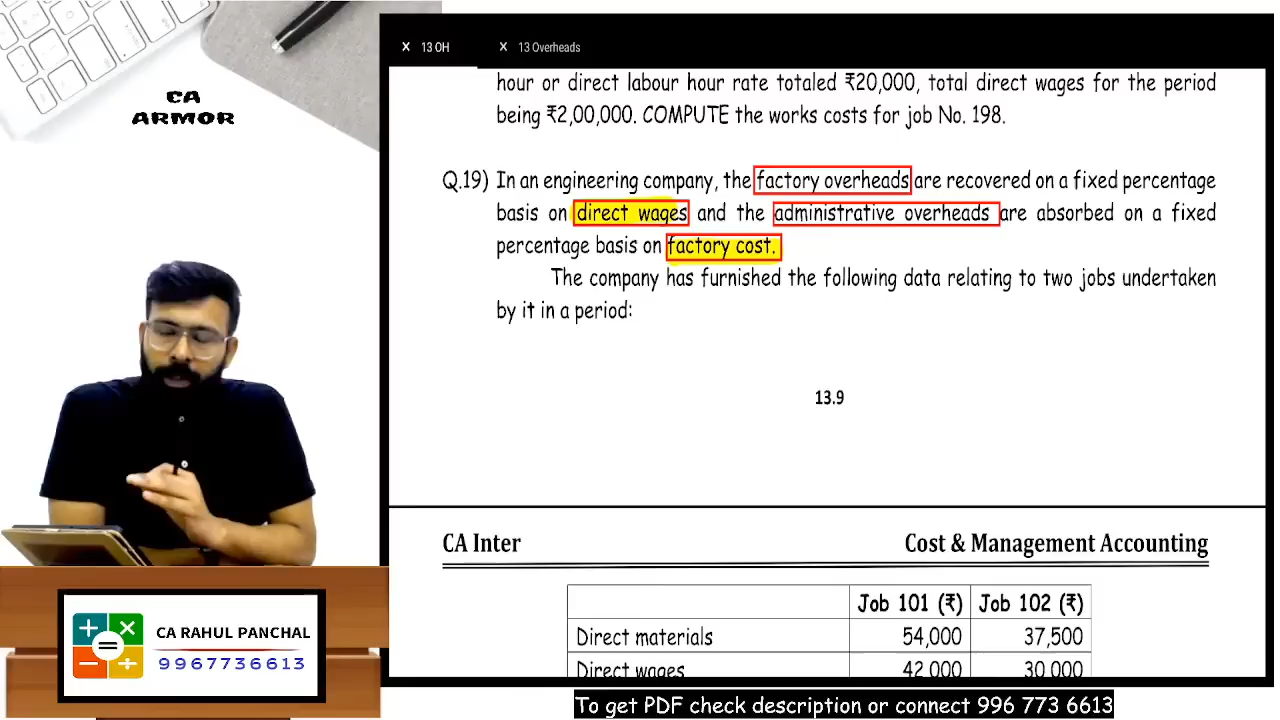 CA
ARMOR
× 13 OH × 13 Overheads
hour or direct labour hour rate totaled ₹20,000, total direct wages for the period
being ₹2,00,000. COMPUTE the works costs for job No. 198.
Q.19) In an engineering company, the factory overheads are recovered on a fixed percentage
basis on direct wages and the administrative overheads are absorbed on a fixed
percentage basis on factory cost.
The company has furnished the following data relating to two jobs undertaken
by it in a period:
13.9
CA Inter Cost & Management Accounting
Job 101 (₹) Job 102 (₹)
Direct materials 54,000 37,500
Direct wages 42,000 30,000
CA RAHUL PANCHAL
9967736613
To get PDF check description or connect 996 773 6613